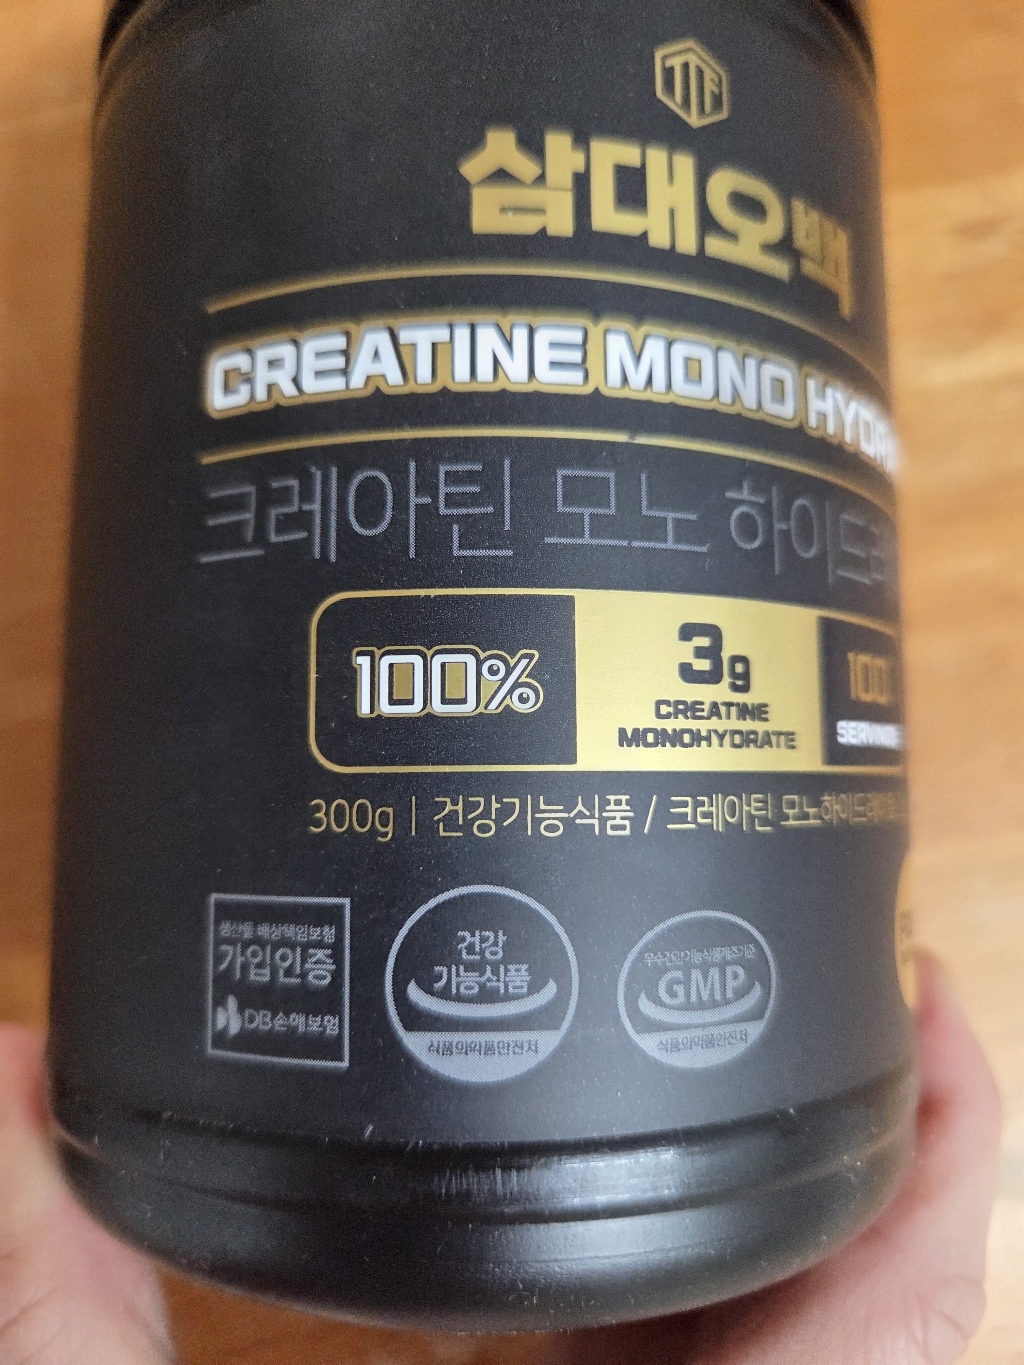 TTF
삼대오백
CREATINE MONO HYDR
크레아틴 모노 하이드레
100%
3g
CREATINE
MONOHYDRATE
100
SERVINGS
300g | 건강기능식품 / 크레아틴 모노하이드레이트
생산물 배상책임보험
가입인증
DB손해보험
건강
기능식품
식품의약품안전처
우수건강기능식품제조기준
GMP
식품의약품안전처